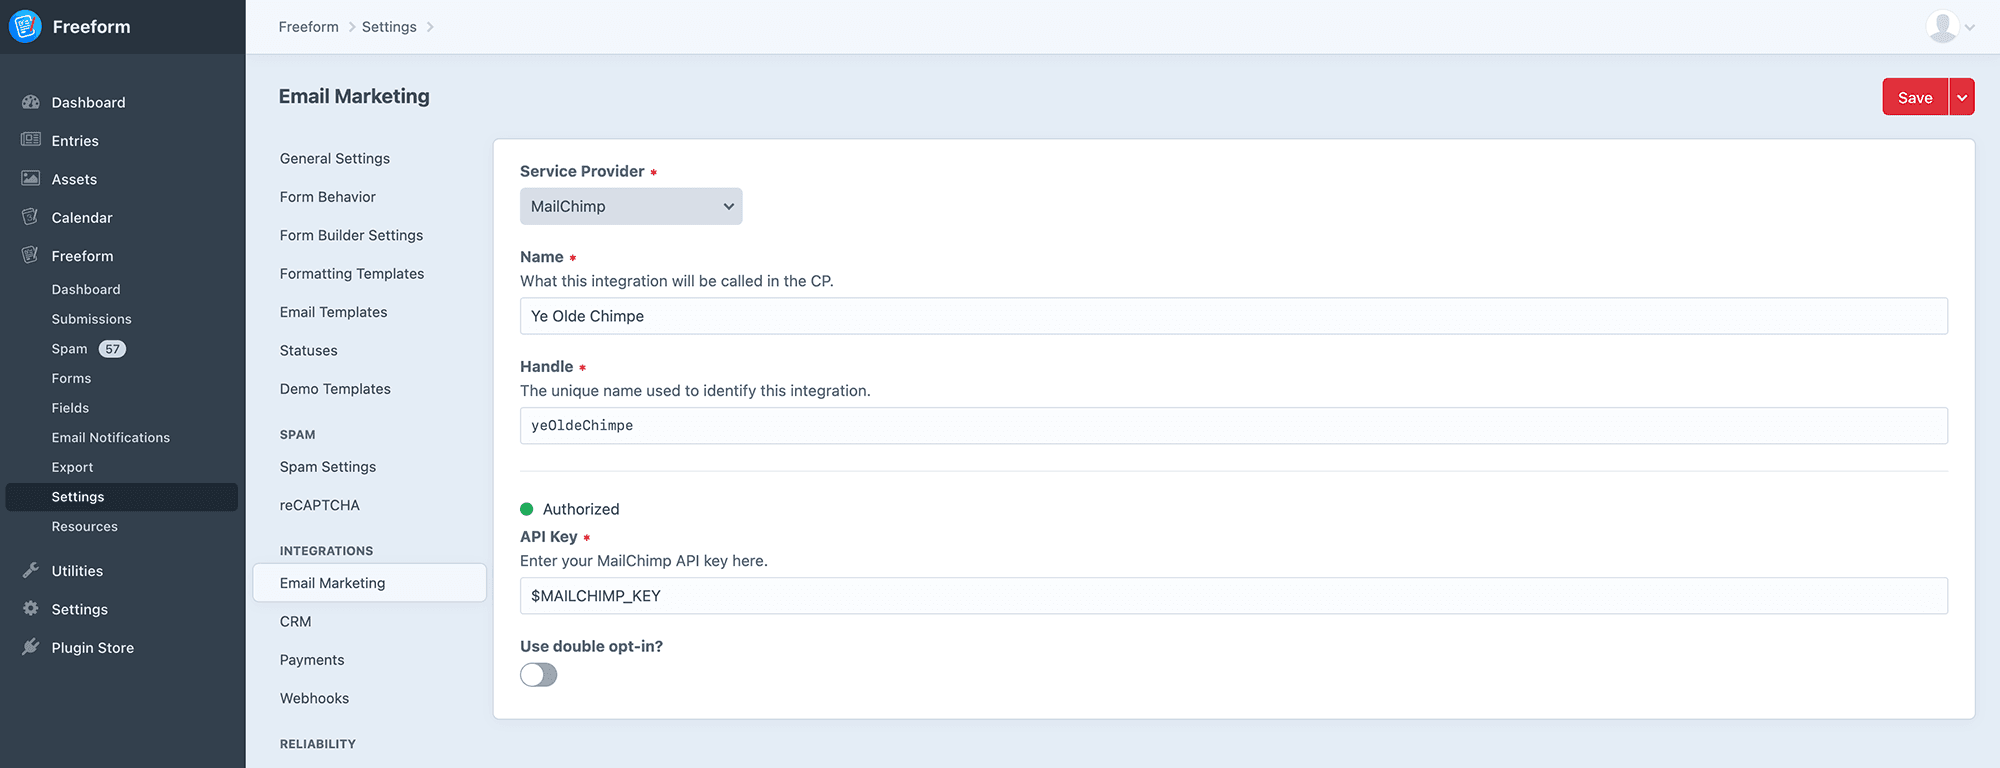 Freeform
Dashboard
Entries
Assets
Calendar
Freeform
Dashboard
Submissions
Spam 57
Forms
Fields
Email Notifications
Export
Settings
Resources
Utilities
Settings
Plugin Store
Freeform Settings
Email Marketing
Save
General Settings
Form Behavior
Form Builder Settings
Formatting Templates
Email Templates
Statuses
Demo Templates
SPAM
Spam Settings
reCAPTCHA
INTEGRATIONS
Email Marketing
CRM
Payments
Webhooks
RELIABILITY
Service Provider *
MailChimp
Name *
What this integration will be called in the CP.
Ye Olde Chimpe
Handle *
The unique name used to identify this integration.
yeOldeChimpe
Authorized
API Key *
Enter your MailChimp API key here.
$MAILCHIMP_KEY
Use double opt-in?